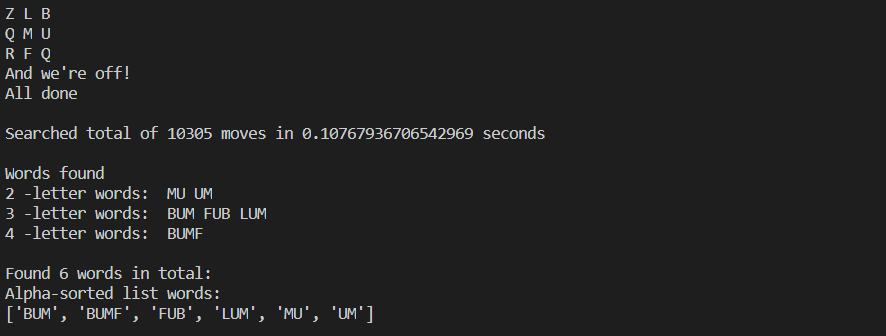 Z L B
Q M U
R F Q
And we're off!
All done
Searched total of 10305 moves in 0.10767936706542969 seconds
Words found
2 -letter words:  MU UM
3 -letter words:  BUM FUB LUM
4 -letter words:  BUMF
Found 6 words in total:
Alpha-sorted list words:
['BUM', 'BUMF', 'FUB', 'LUM', 'MU', 'UM']